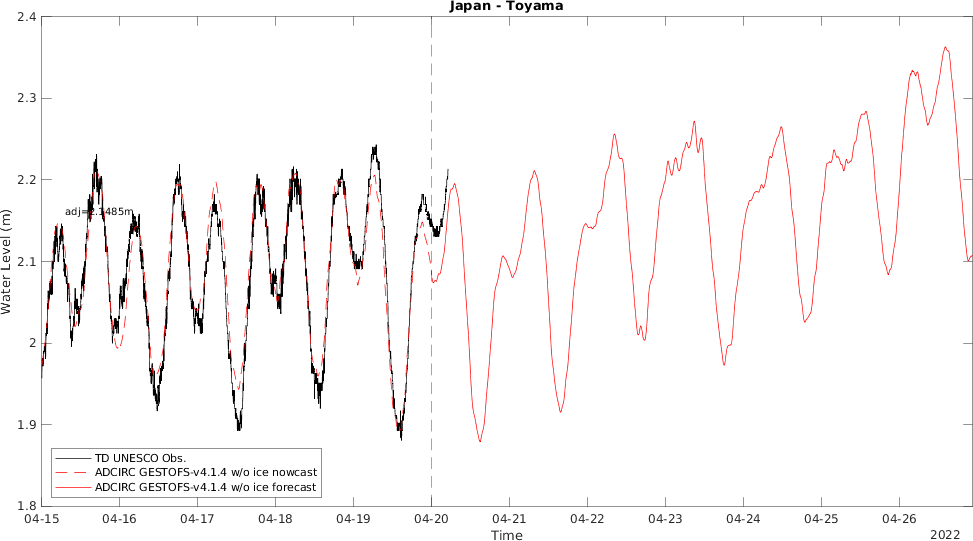 Japan - Toyama
2.4
2.3
2.2
2.1
2
1.9
1.8
Water Level (m)
adj=2.1485m
TD UNESCO Obs.
ADCIRC GESTOFS-v4.1.4 w/o ice nowcast
ADCIRC GESTOFS-v4.1.4 w/o ice forecast
04-15 04-16 04-17 04-18 04-19 04-20 04-21 04-22 04-23 04-24 04-25 04-26
Time
2022